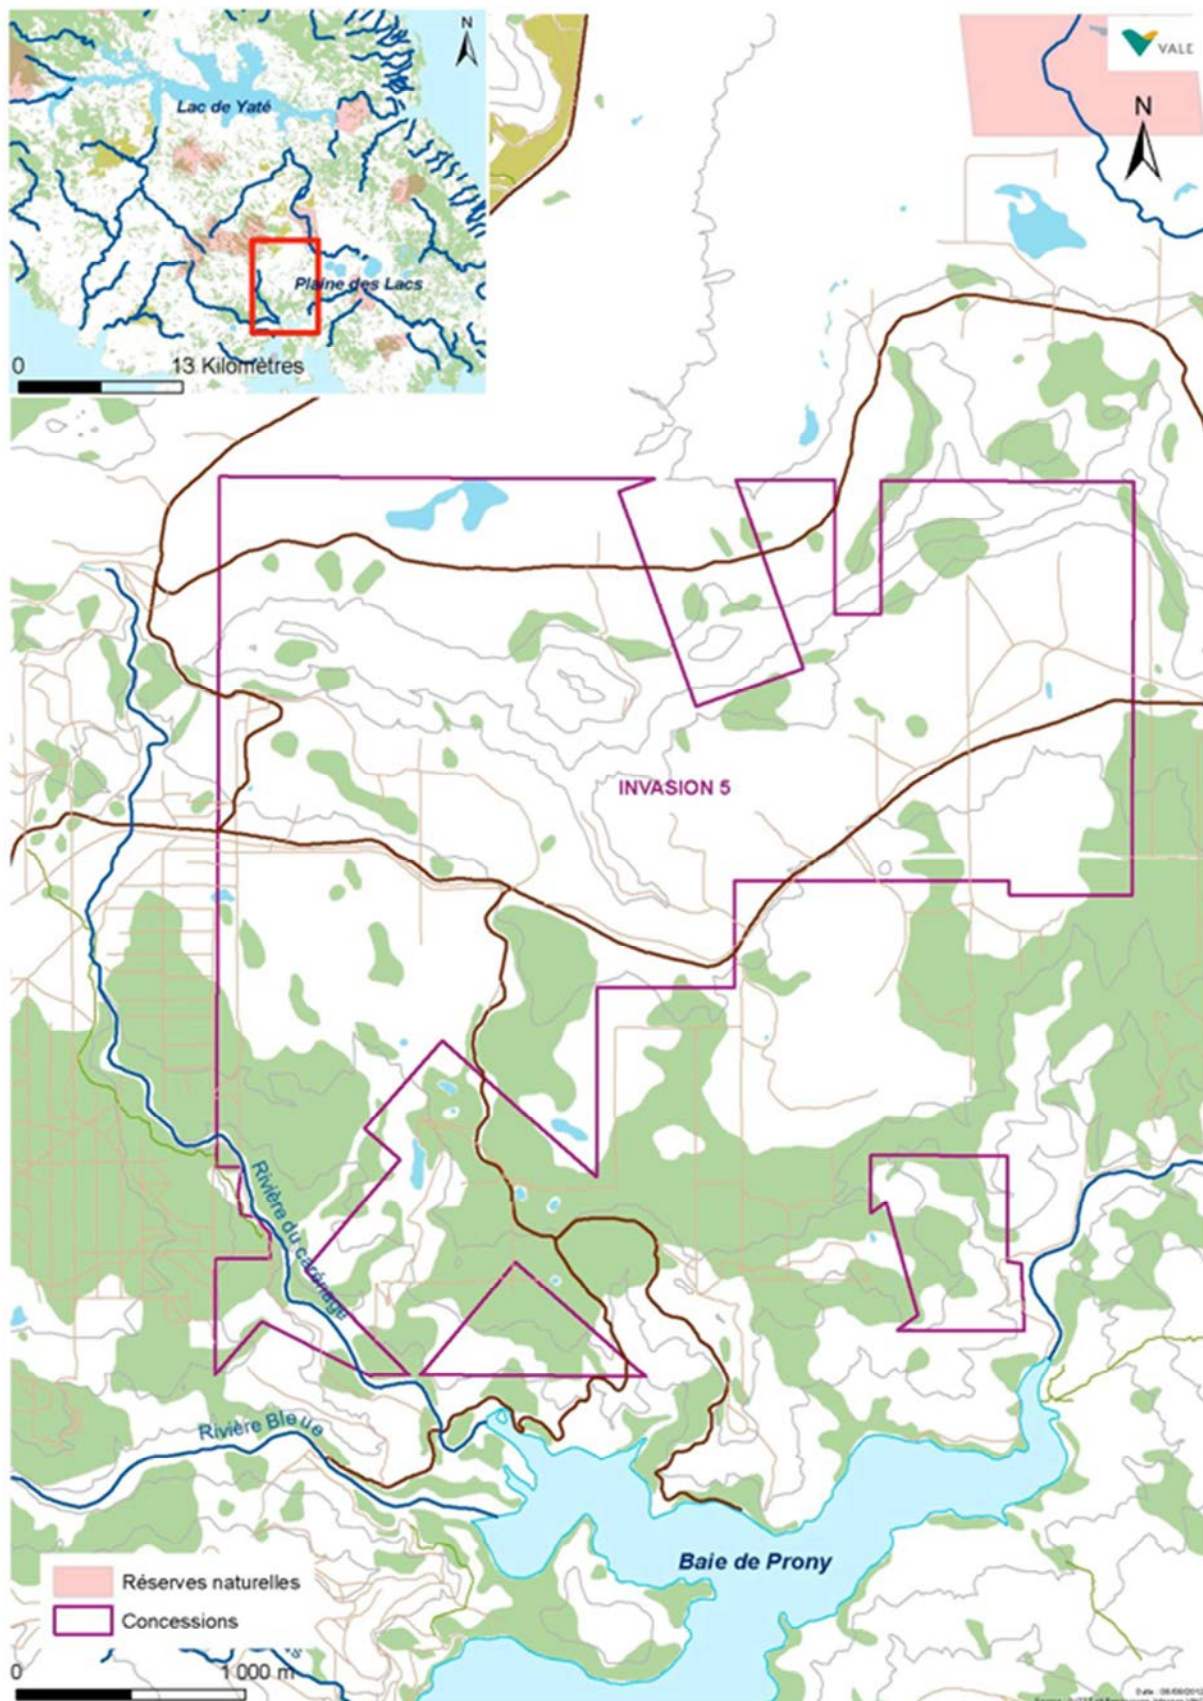 N
Lac de Yaté
Plaine des Lacs
0 13 Kilomètres
VALE
N
INVASION 5
Rivière du carénage
Rivière Bleue
Baie de Prony
Réserves naturelles
Concessions
0 1 000 m